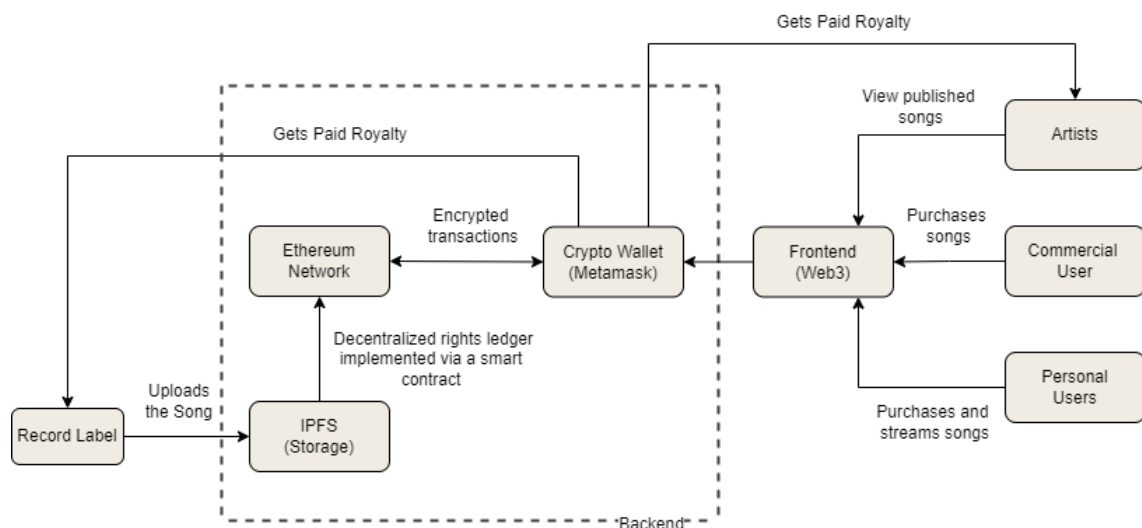 Gets Paid Royalty
View published
songs
Artists
Gets Paid Royalty
Encrypted
transactions
Purchases
songs
Ethereum
Network
Crypto Wallet
(Metamask)
Frontend
(Web3)
Commercial
User
Decentralized rights ledger
implemented via a smart
contract
Uploads
the Song
Personal
Users
Record Label
IPFS
(Storage)
Purchases and
streams songs
"Backend"